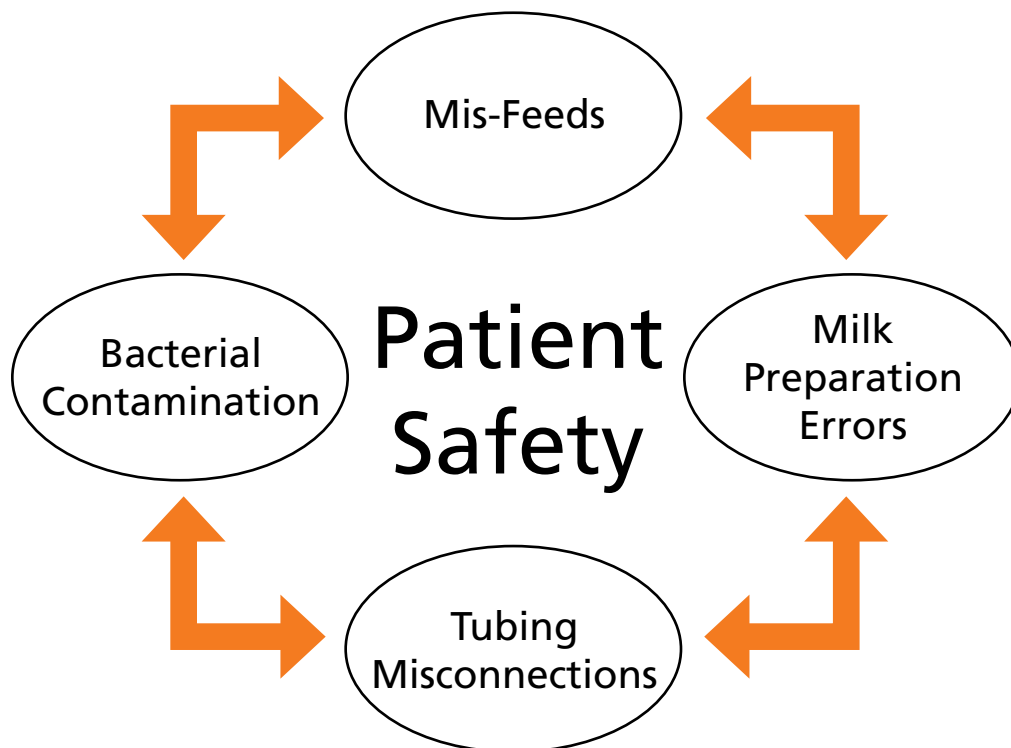 Mis-Feeds
Patient
Safety
Bacterial
Contamination
Milk
Preparation
Errors
Tubing
Misconnections